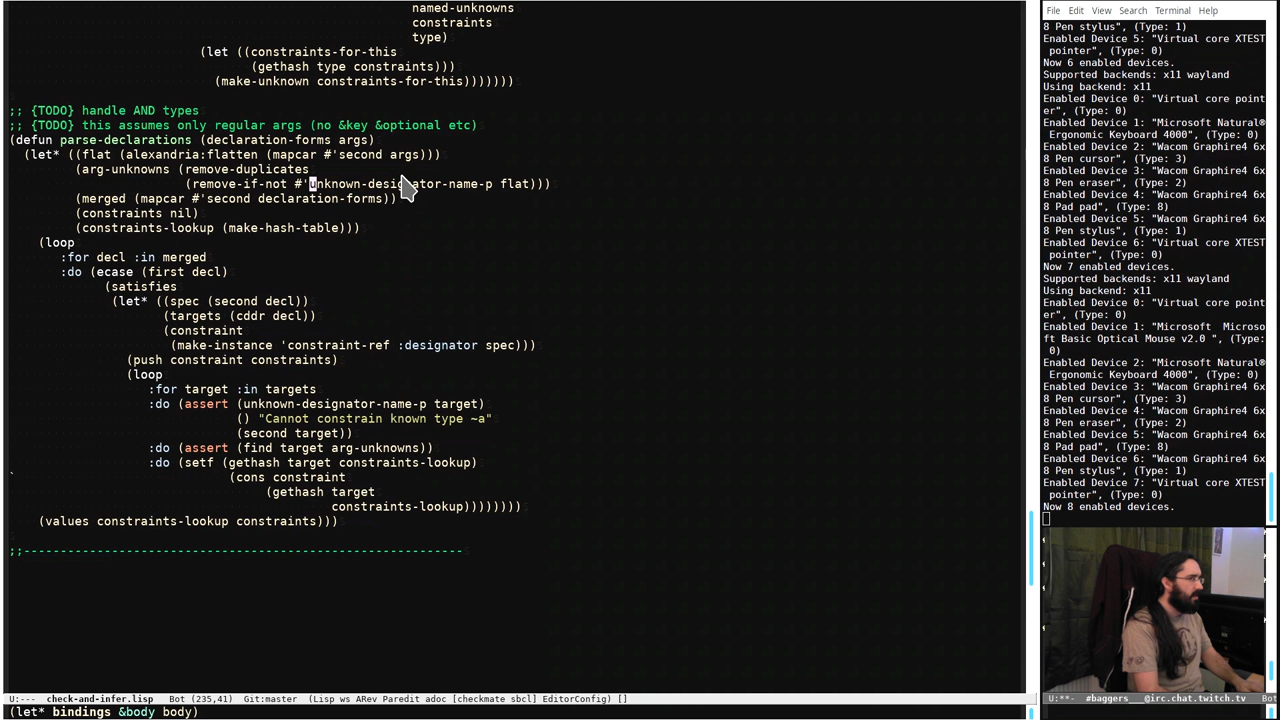 named-unknowns
constraints
type)
(let ((constraints-for-this
(gethash type constraints)))
(make-unknown constraints-for-this)))))))
;; {TODO} handle AND types
;; {TODO} this assumes only regular args (no &key &optional etc)
(defun parse-declarations (declaration-forms args)
(let* ((flat (alexandria:flatten (mapcar #'second args)))
(arg-unknowns (remove-duplicates
(remove-if-not #'unknown-designator-name-p flat)))
(merged (mapcar #'second declaration-forms))
(constraints nil)
(constraints-lookup (make-hash-table)))
(loop
:for decl :in merged
:do (ecase (first decl)
(satisfies
(let* ((spec (second decl))
(targets (cddr decl))
(constraint
(make-instance 'constraint-ref :designator spec)))
(push constraint constraints)
(loop
:for target :in targets
:do (assert (unknown-designator-name-p target)
() "Cannot constrain known type ~a"
(second target))
:do (assert (find target arg-unknowns))
:do (setf (gethash target constraints-lookup)
(cons constraint
(gethash target
constraints-lookup))))))))
(values constraints-lookup constraints)))
;;------------------------------------------------------------
U:--- check-and-infer.lisp Bot (235,41) Git:master (Lisp ws ARev Paredit adoc [checkmate sbcl] EditorConfig) []
(let* bindings &body body)
File Edit View Search Terminal Help
8 Pen stylus", (Type: 1)
Enabled Device 5: "Virtual core XTEST
pointer", (Type: 0)
Now 6 enabled devices.
Supported backends: x11 wayland
Using backend: x11
Enabled Device 0: "Virtual core point
er", (Type: 0)
Enabled Device 1: "Microsoft Natural®
Ergonomic Keyboard 4000", (Type: 0)
Enabled Device 2: "Wacom Graphire4 6x
8 Pen cursor", (Type: 3)
Enabled Device 3: "Wacom Graphire4 6x
8 Pen eraser", (Type: 2)
Enabled Device 4: "Wacom Graphire4 6x
8 Pad pad", (Type: 8)
Enabled Device 5: "Wacom Graphire4 6x
8 Pen stylus", (Type: 1)
Enabled Device 6: "Virtual core XTEST
pointer", (Type: 0)
Now 7 enabled devices.
Supported backends: x11 wayland
Using backend: x11
Enabled Device 0: "Virtual core point
er", (Type: 0)
Enabled Device 1: "Microsoft Microso
ft Basic Optical Mouse v2.0 ", (Type:
0)
Enabled Device 2: "Microsoft Natural®
Ergonomic Keyboard 4000", (Type: 0)
Enabled Device 3: "Wacom Graphire4 6x
8 Pen cursor", (Type: 3)
Enabled Device 4: "Wacom Graphire4 6x
8 Pen eraser", (Type: 2)
Enabled Device 5: "Wacom Graphire4 6x
8 Pad pad", (Type: 8)
Enabled Device 6: "Wacom Graphire4 6x
8 Pen stylus", (Type: 1)
Enabled Device 7: "Virtual core XTEST
pointer", (Type: 0)
Now 8 enabled devices.
U:**- #baggers___@irc.chat.twitch.tv Bot